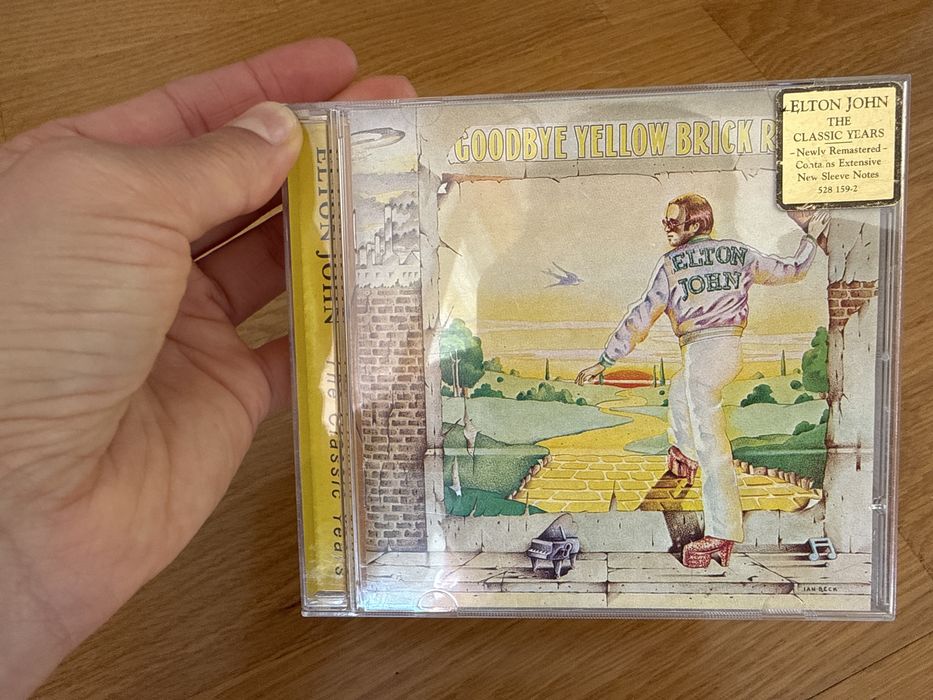 GOODBYE YELLOW BRICK R
ELTON JOHN
THE
CLASSIC YEARS
- Newly Remastered -
Contains Extensive
New Sleeve Notes
528 159-2
ELTON
JOHN
IAN BECK
ELTON JOHN The Classic Years